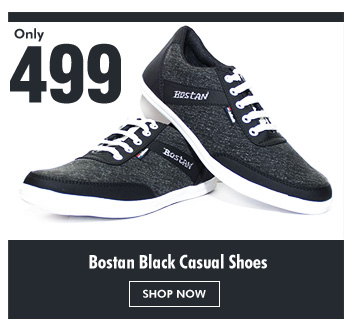 Only
499
BOSTAN
BOSTAN
Bostan Black Casual Shoes
SHOP NOW